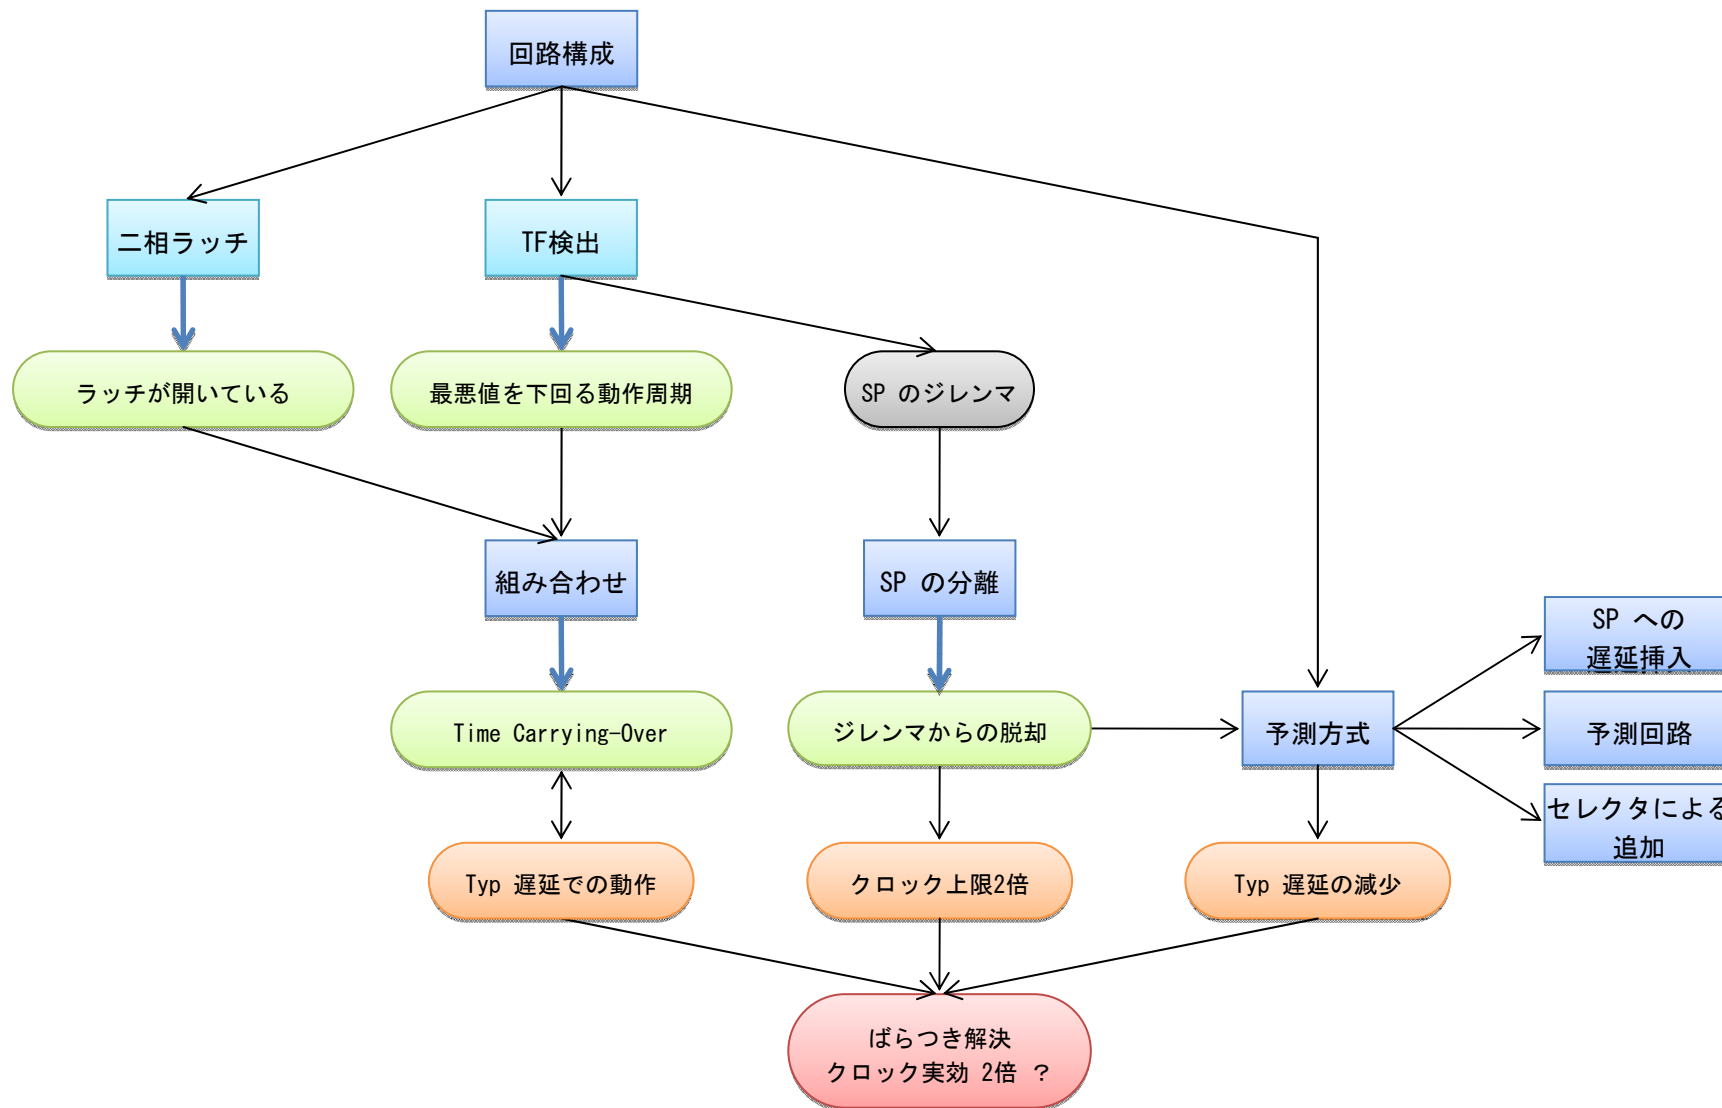 回路構成
二相ラッチ
TF検出
ラッチが開いている
最悪値を下回る動作周期
SP のジレンマ
組み合わせ
SP の分離
SP への
遅延挿入
Time Carrying-Over
ジレンマからの脱却
予測方式
予測回路
セレクタによる
追加
Typ 遅延での動作
クロック上限2倍
Typ 遅延の減少
ばらつき解決
クロック実効 2倍 ？